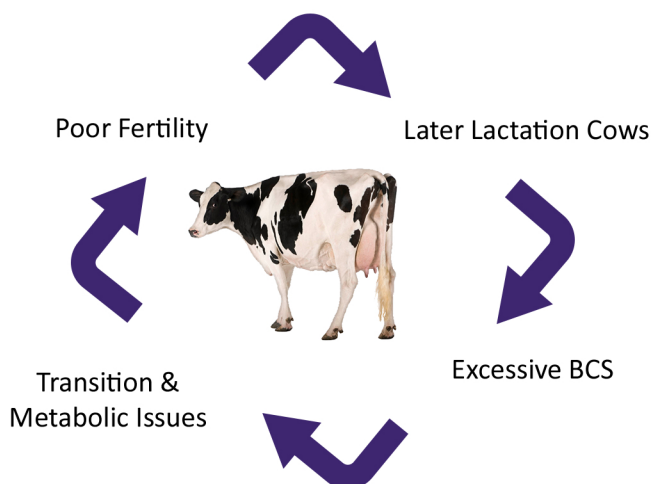 Poor Fertility
Later Lactation Cows
Excessive BCS
Transition &
Metabolic Issues